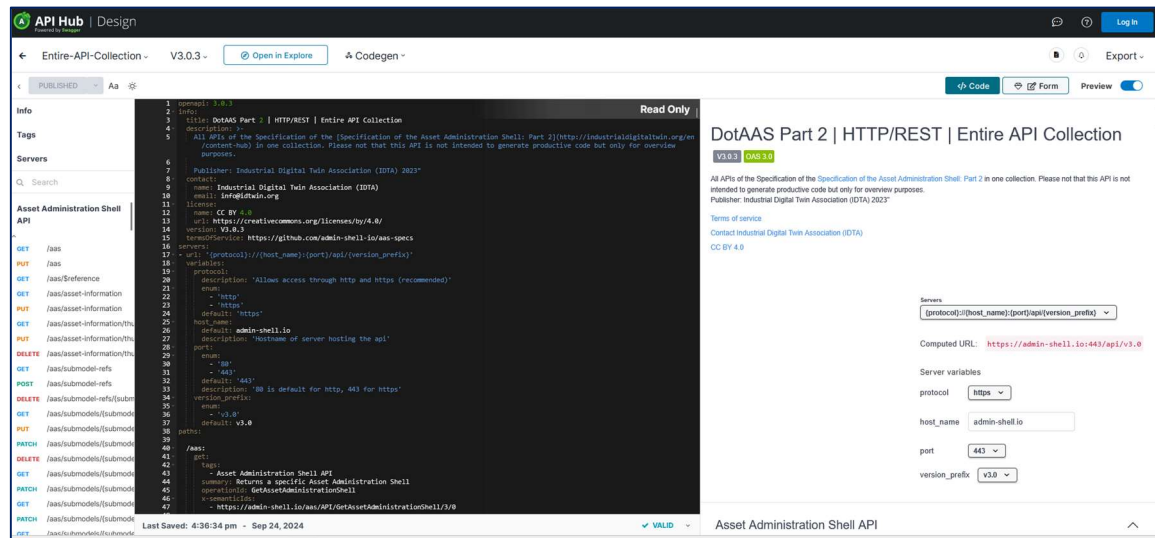 API Hub | Design
Powered by Swagger
Log In
Entire-API-Collection
V3.0.3
Open in Explore
Codegen
Export
PUBLISHED
Aa
</> Code
Form
Preview
Info
Tags
Servers
Search
Asset Administration Shell
API
GET /aas
PUT /aas
GET /aas/$reference
GET /aas/asset-information
PUT /aas/asset-information
GET /aas/asset-information/thu
PUT /aas/asset-information/thu
DELETE /aas/asset-information/thu
GET /aas/submodel-refs
POST /aas/submodel-refs
DELETE /aas/submodel-refs/{subm
GET /aas/submodels/{submode
PUT /aas/submodels/{submode
PATCH /aas/submodels/{submode
DELETE /aas/submodels/{submode
GET /aas/submodels/{submode
PATCH /aas/submodels/{submode
GET /aas/submodels/{submode
PATCH /aas/submodels/{submode
GET /aas/submodels/{submode
Read Only
1 openapi: 3.0.3
2 info:
3 title: DotAAS Part 2 | HTTP/REST | Entire API Collection
4 description: >-
5 All APIs of the Specification of the [Specification of the Asset Administration Shell: Part 2](http://industrialdigitaltwin.org/en
/content-hub) in one collection. Please not that this API is not intended to generate productive code but only for overview
purposes.
6
7 Publisher: Industrial Digital Twin Association (IDTA) 2023"
8 contact:
9 name: Industrial Digital Twin Association (IDTA)
10 email: info@idtwin.org
11 license:
12 name: CC BY 4.0
13 url: https://creativecommons.org/licenses/by/4.0/
14 version: V3.0.3
15 termsOfService: https://github.com/admin-shell-io/aas-specs
16 servers:
17 - url: '{protocol}://{host_name}:{port}/api/{version_prefix}'
18 variables:
19 protocol:
20 description: 'Allows access through http and https (recommended)'
21 enum:
22 - 'http'
23 - 'https'
24 default: 'https'
25 host_name:
26 default: admin-shell.io
27 description: 'Hostname of server hosting the api'
28 port:
29 enum:
30 - '80'
31 - '443'
32 default: '443'
33 description: '80 is default for http, 443 for https'
34 version_prefix:
35 enum:
36 - 'v3.0'
37 default: v3.0
38 paths:
39
40 /aas:
41 get:
42 tags:
43 - Asset Administration Shell API
44 summary: Returns a specific Asset Administration Shell
45 operationId: GetAssetAdministrationShell
46 x-semanticIds:
47 - https://admin-shell.io/aas/API/GetAssetAdministrationShell/3/0
Last Saved: 4:36:34 pm - Sep 24, 2024
VALID
DotAAS Part 2 | HTTP/REST | Entire API Collection
V3.0.3 OAS 3.0
All APIs of the Specification of the Specification of the Asset Administration Shell: Part 2 in one collection. Please not that this API is not
intended to generate productive code but only for overview purposes.
Publisher: Industrial Digital Twin Association (IDTA) 2023"
Terms of service
Contact Industrial Digital Twin Association (IDTA)
CC BY 4.0
Servers
{protocol}://{host_name}:{port}/api/{version_prefix}
Computed URL: https://admin-shell.io:443/api/v3.0
Server variables
protocol https
host_name admin-shell.io
port 443
version_prefix v3.0
Asset Administration Shell API